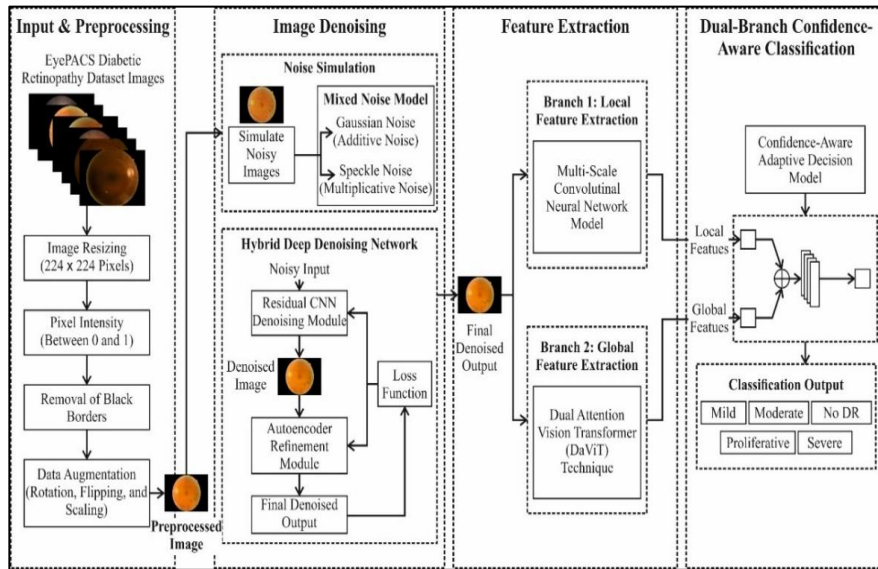 Input & Preprocessing
EyePACS Diabetic
Retinopathy Dataset Images
Image Resizing
(224 x 224 Pixels)
Pixel Intensity
(Between 0 and 1)
Removal of Black
Borders
Data Augmentation
(Rotation, Flipping, and
Scaling)
Preprocessed
Image
Image Denoising
Noise Simulation
Simulate
Noisy
Images
Mixed Noise Model
Gaussian Noise
(Additive Noise)
Speckle Noise
(Multiplicative Noise)
Hybrid Deep Denoising Network
Noisy Input
Residual CNN
Denoising Module
Denoised
Image
Loss
Function
Autoencoder
Refinement
Module
Final Denoised
Output
Final
Denoised
Output
Feature Extraction
Branch 1: Local
Feature Extraction
Multi-Scale
Convolutinal
Neural Network
Model
Branch 2: Global
Feature Extraction
Dual Attention
Vision Transformer
(DaViT)
Technique
Dual-Branch Confidence-
Aware Classification
Confidence-Aware
Adaptive Decision
Model
Local
Featues
Global
Featues
Classification Output
Mild Moderate No DR
Proliferative Severe